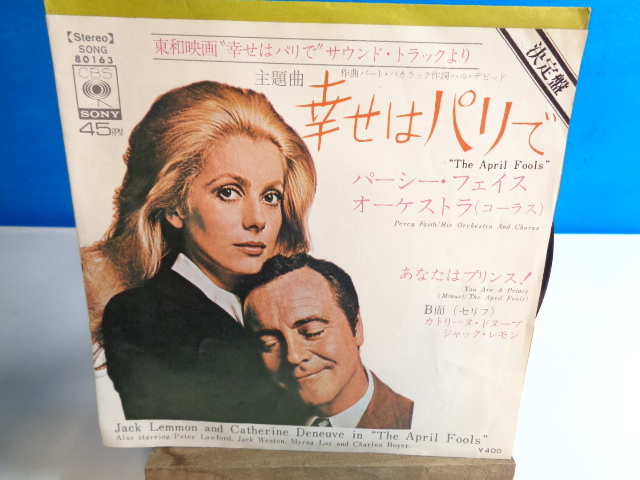 【Stereo】
SONG
80163
CBS
SONY
45RPM
東和映画〝幸せはパリで〟サウンド・トラックより
決定盤
主題曲
作曲バート・バカラック作詞ハル・デビッド
幸せはパリで
"The April Fools"
パーシー・フェイス
オーケストラ(コーラス)
Percy Faith/His Orchestra And Chorus
あなたはプリンス!
You Are A Prince
(Minuet/The April Fools)
B面(セリフ)
カトリーヌ・ドヌーブ
ジャック・レモン
Jack Lemmon and Catherine Deneuve in "The April Fools"
Also starring Peter Lawford, Jack Weston, Myrna Loy and Charles Boyer.
¥400